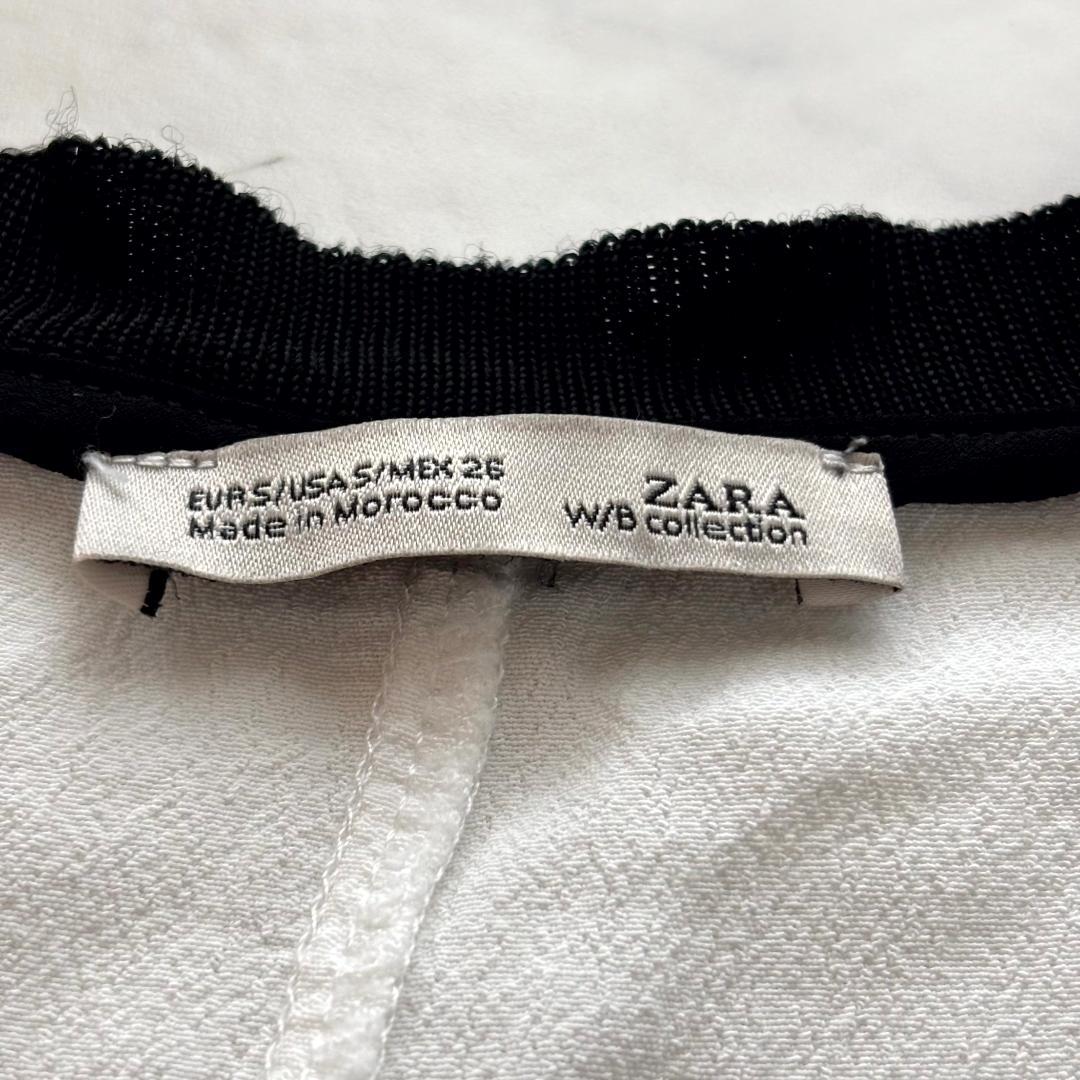 EUR S/USA S/MEX 26
Made in Morocco
ZARA
W/B collection